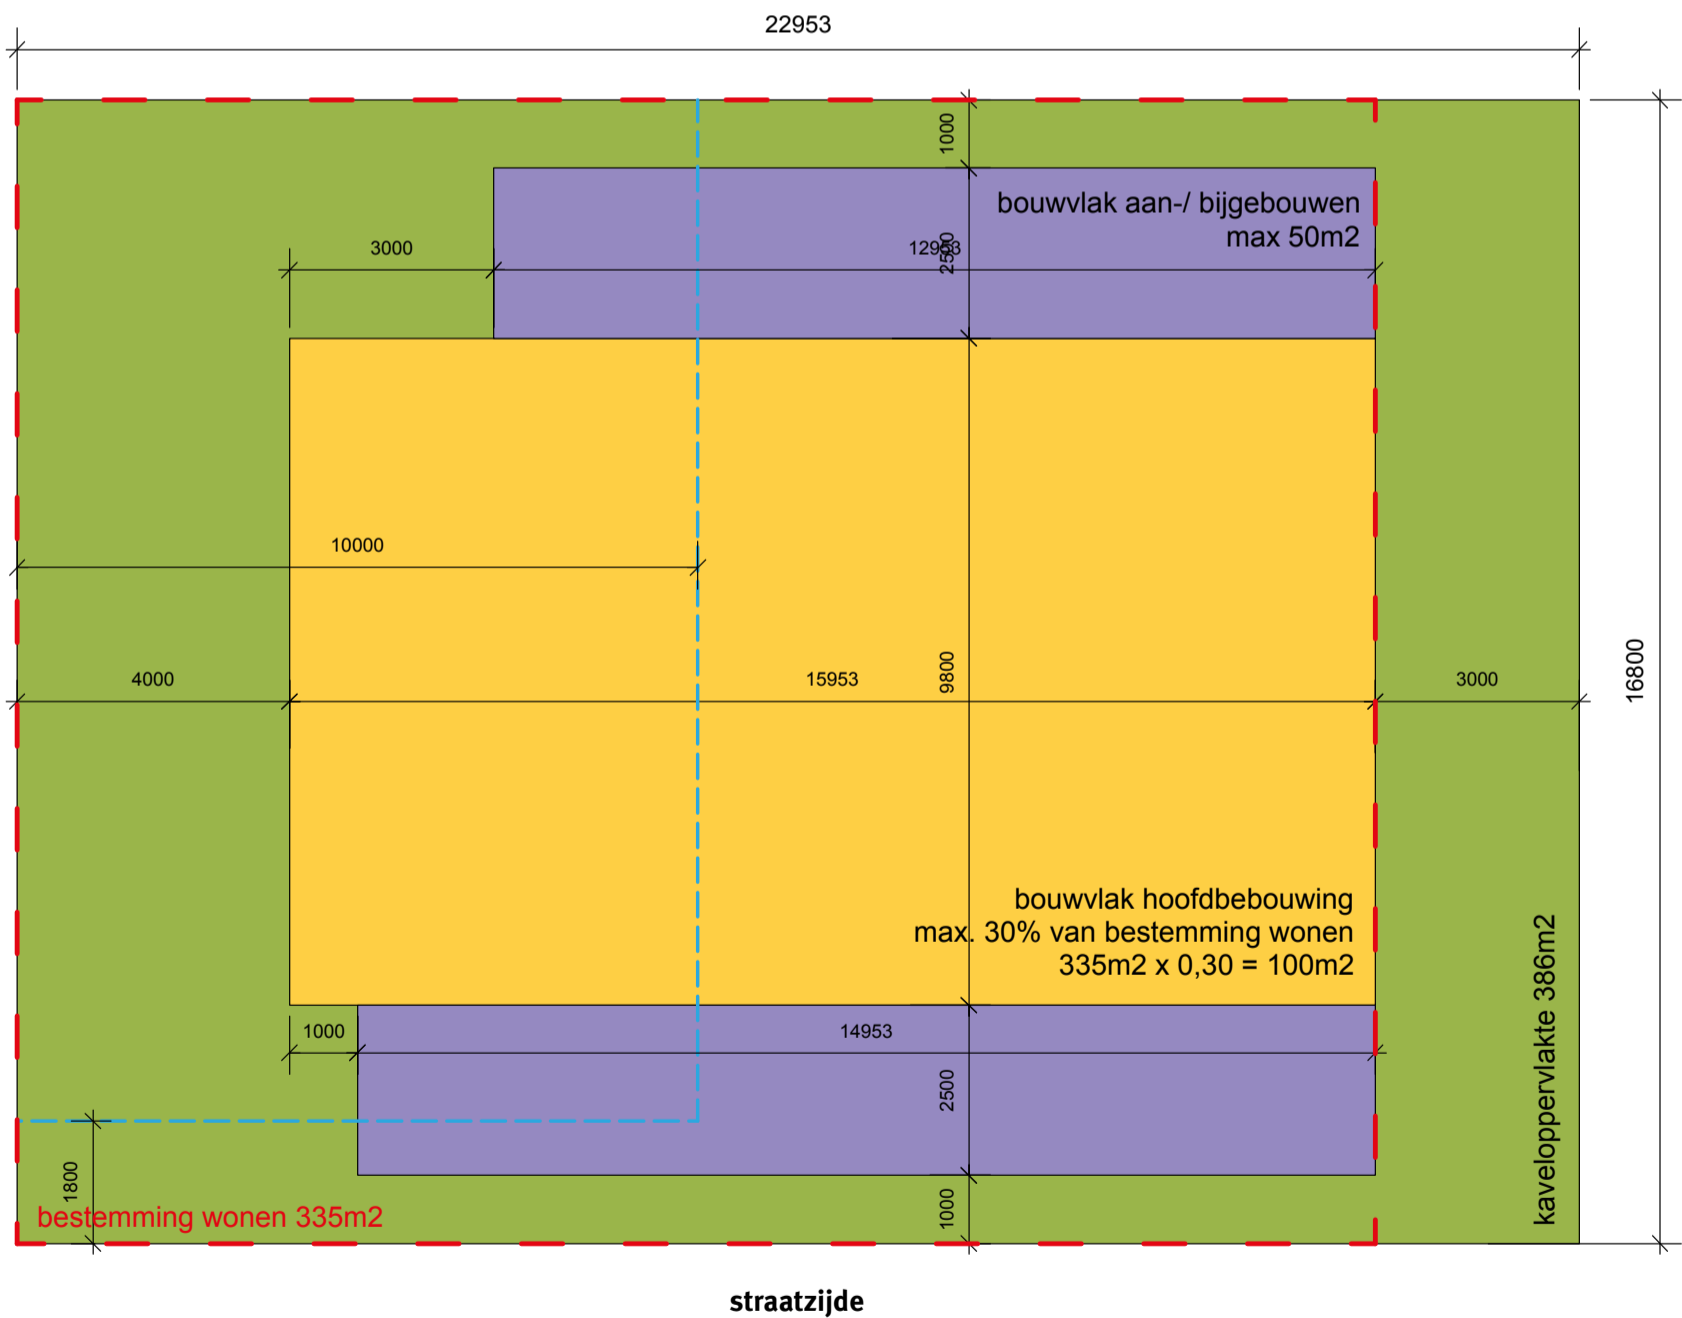 22953
1000
bouwvlak aan-/ bijgebouwen
max 50m2
3000
12953
2500
10000
4000
15953
9800
3000
16800
bouwvlak hoofdbebouwing
max. 30% van bestemming wonen
335m2 x 0,30 = 100m2
kaveloppervlakte 386m2
1000
14953
2500
1800
bestemming wonen 335m2
1000
straatzijde